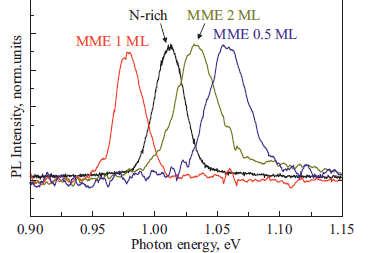 N-rich MME 2 ML
MME 1 ML MME 0.5 ML
PL Intensity, norm.units
0.90 0.95 1.00 1.05 1.10 1.15
Photon energy, eV